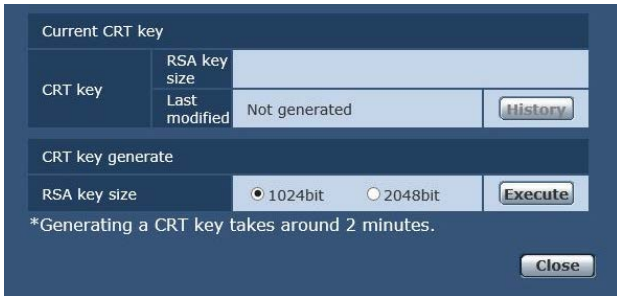 Current CRT key
CRT key
RSA key
size
Last
modified
Not generated
History
CRT key generate
RSA key size
1024bit
2048bit
Execute
*Generating a CRT key takes around 2 minutes.
Close